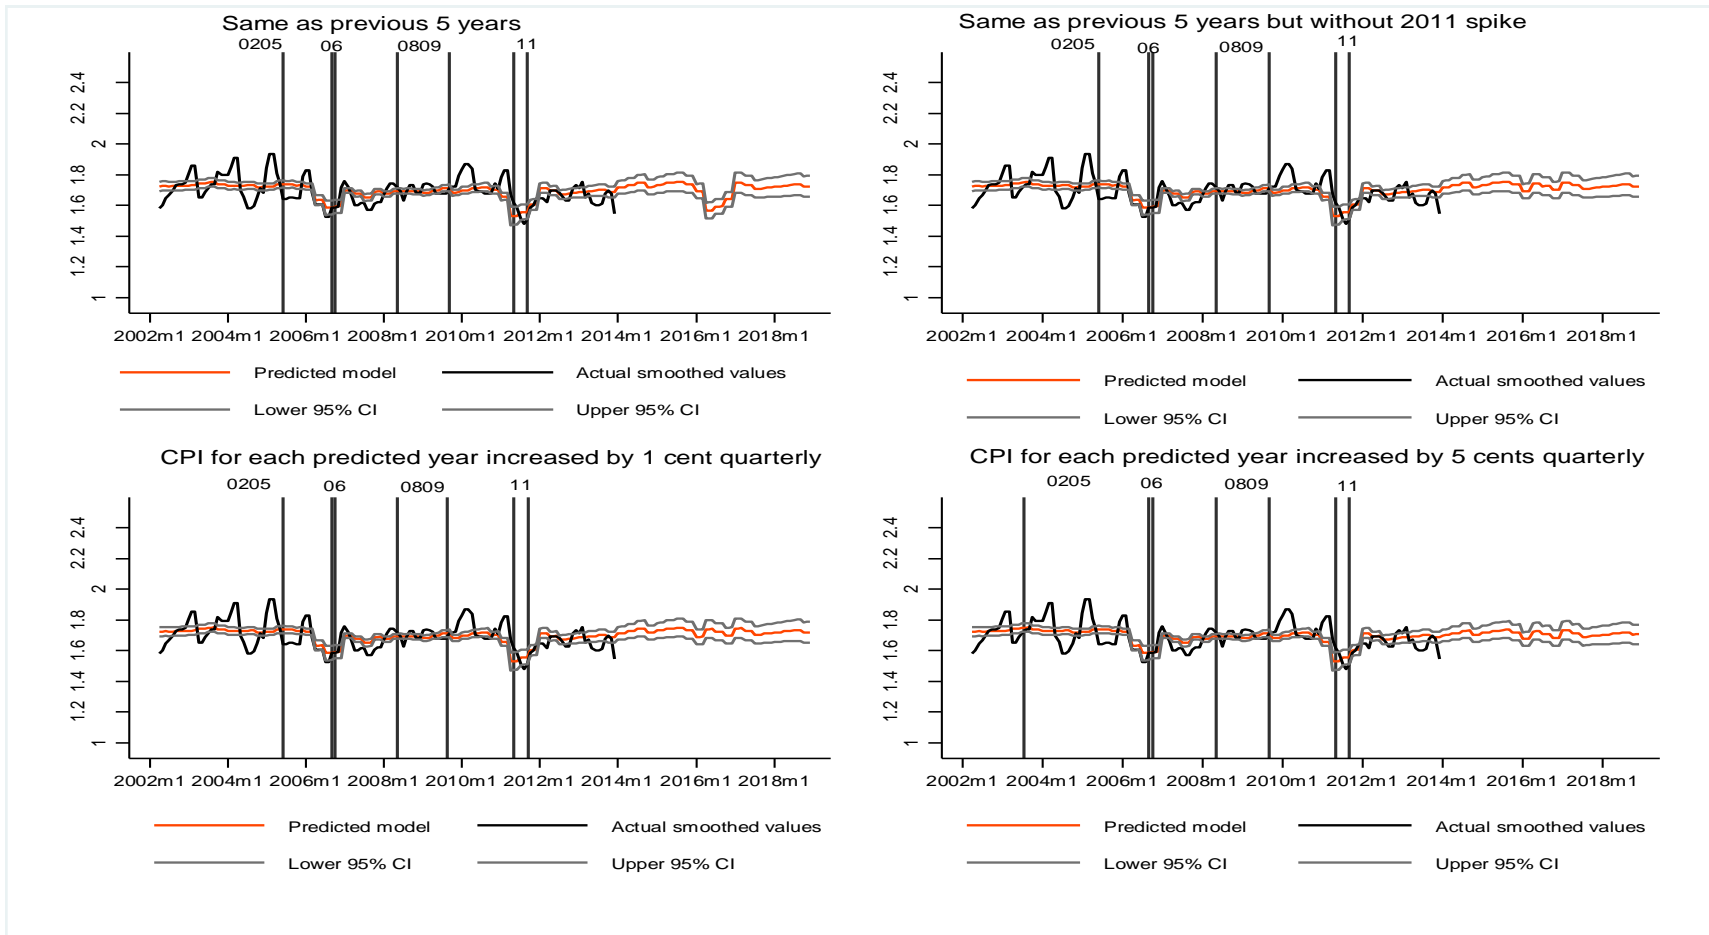 Same as previous 5 years
0205 06 0809 11
2.4
2.2
2
1.8
1.6
1.4
1.2
1
2002m1 2004m1 2006m1 2008m1 2010m1 2012m1 2014m1 2016m1 2018m1
Predicted model Actual smoothed values
Lower 95% CI Upper 95% CI
Same as previous 5 years but without 2011 spike
0205 06 0809 11
2.4
2.2
2
1.8
1.6
1.4
1.2
1
2002m1 2004m1 2006m1 2008m1 2010m1 2012m1 2014m1 2016m1 2018m1
Predicted model Actual smoothed values
Lower 95% CI Upper 95% CI
CPI for each predicted year increased by 1 cent quarterly
0205 06 0809 11
2.4
2.2
2
1.8
1.6
1.4
1.2
1
2002m1 2004m1 2006m1 2008m1 2010m1 2012m1 2014m1 2016m1 2018m1
Predicted model Actual smoothed values
Lower 95% CI Upper 95% CI
CPI for each predicted year increased by 5 cents quarterly
0205 06 0809 11
2.4
2.2
2
1.8
1.6
1.4
1.2
1
2002m1 2004m1 2006m1 2008m1 2010m1 2012m1 2014m1 2016m1 2018m1
Predicted model Actual smoothed values
Lower 95% CI Upper 95% CI